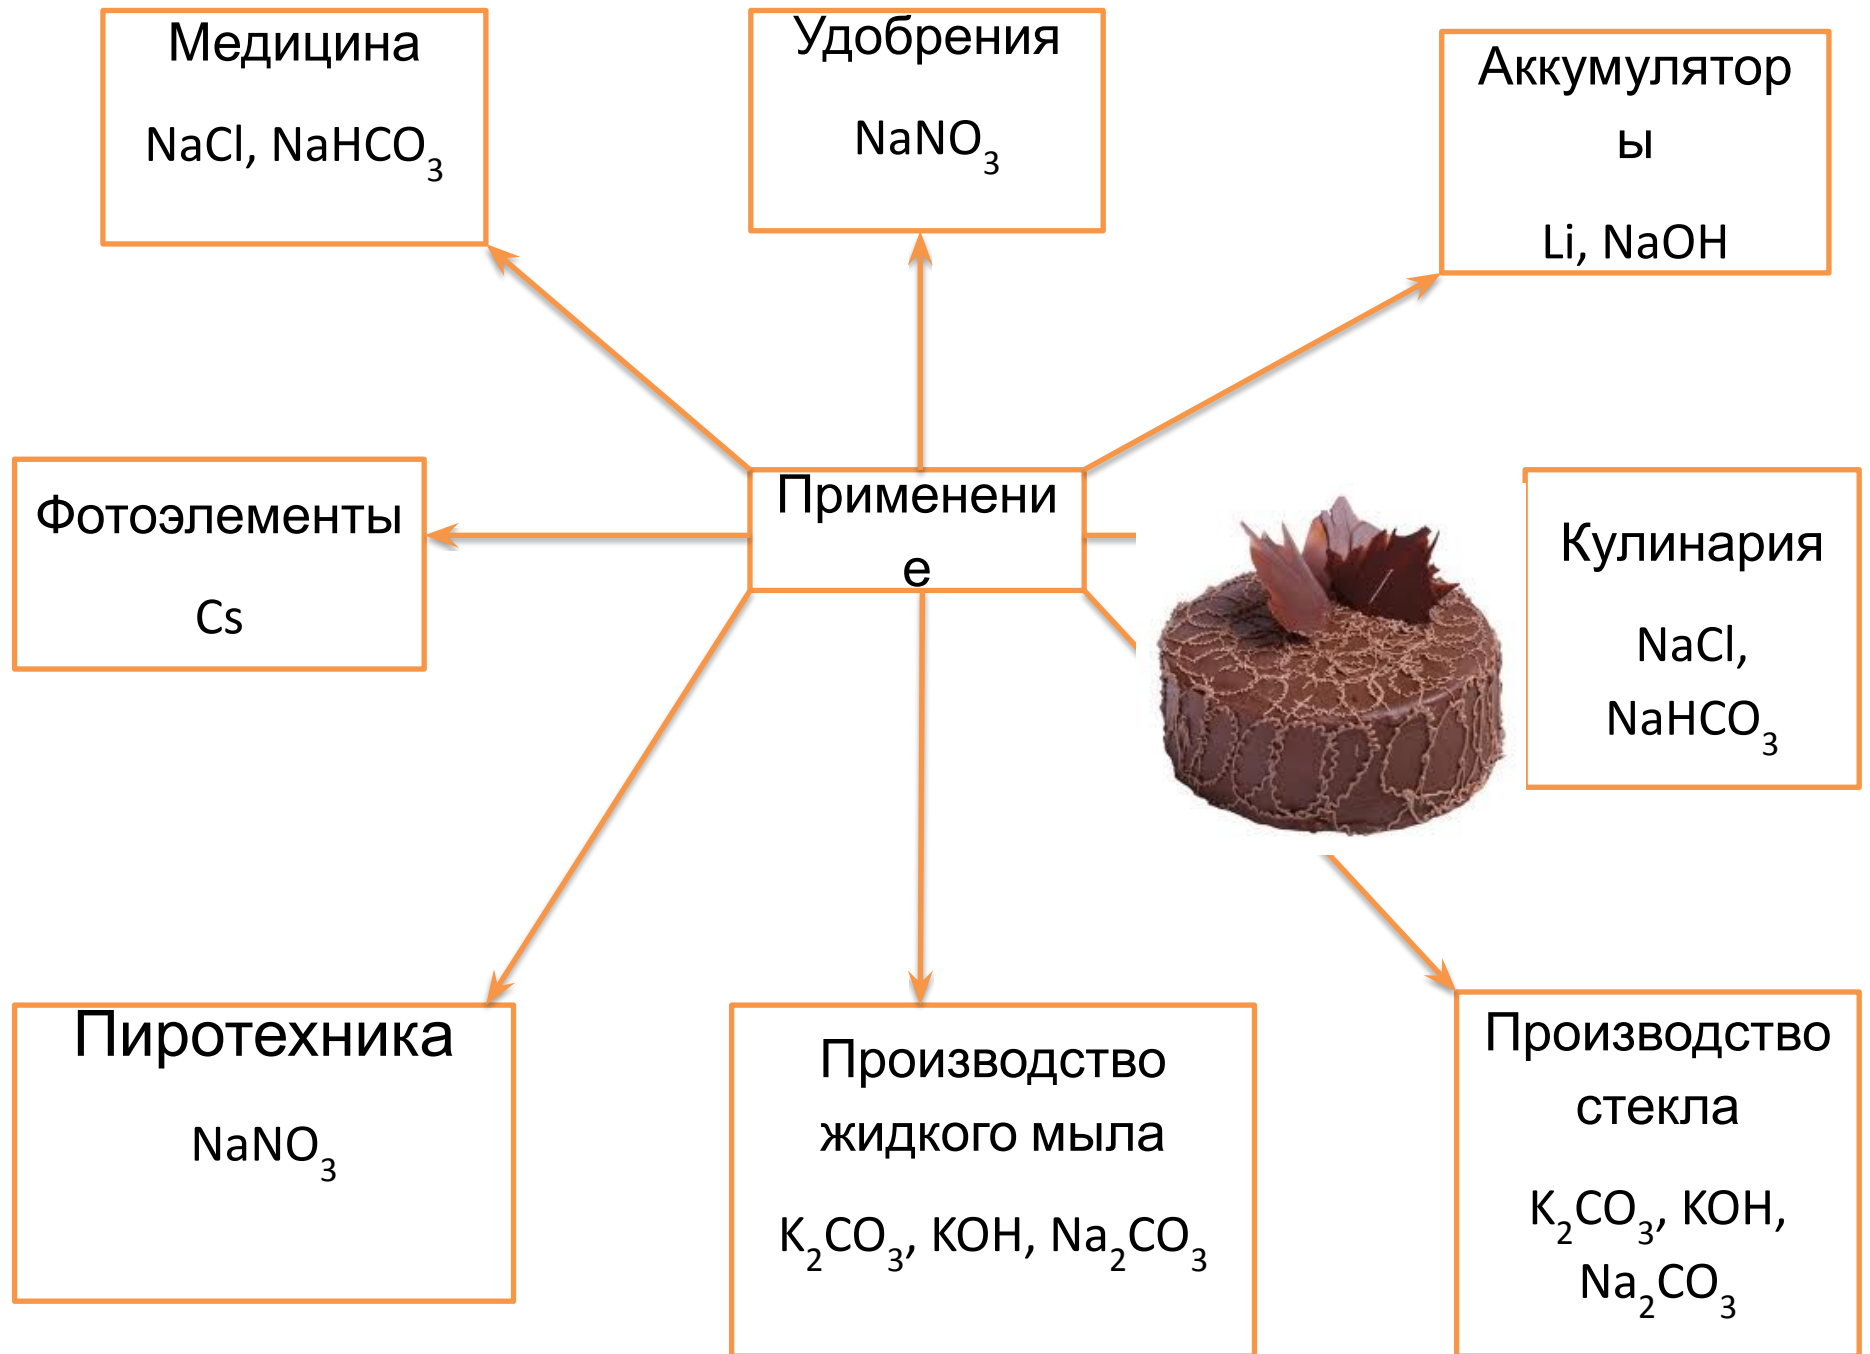 Медицина
NaCl, NaHCO₃
Удобрения
NaNO₃
Аккумулятор
ы
Li, NaOH
Фотоэлементы
Cs
Применени
е
Кулинария
NaCl,
NaHCO₃
Пиротехника
NaNO₃
Производство
жидкого мыла
K₂CO₃, KOH, Na₂CO₃
Производство
стекла
K₂CO₃, KOH,
Na₂CO₃